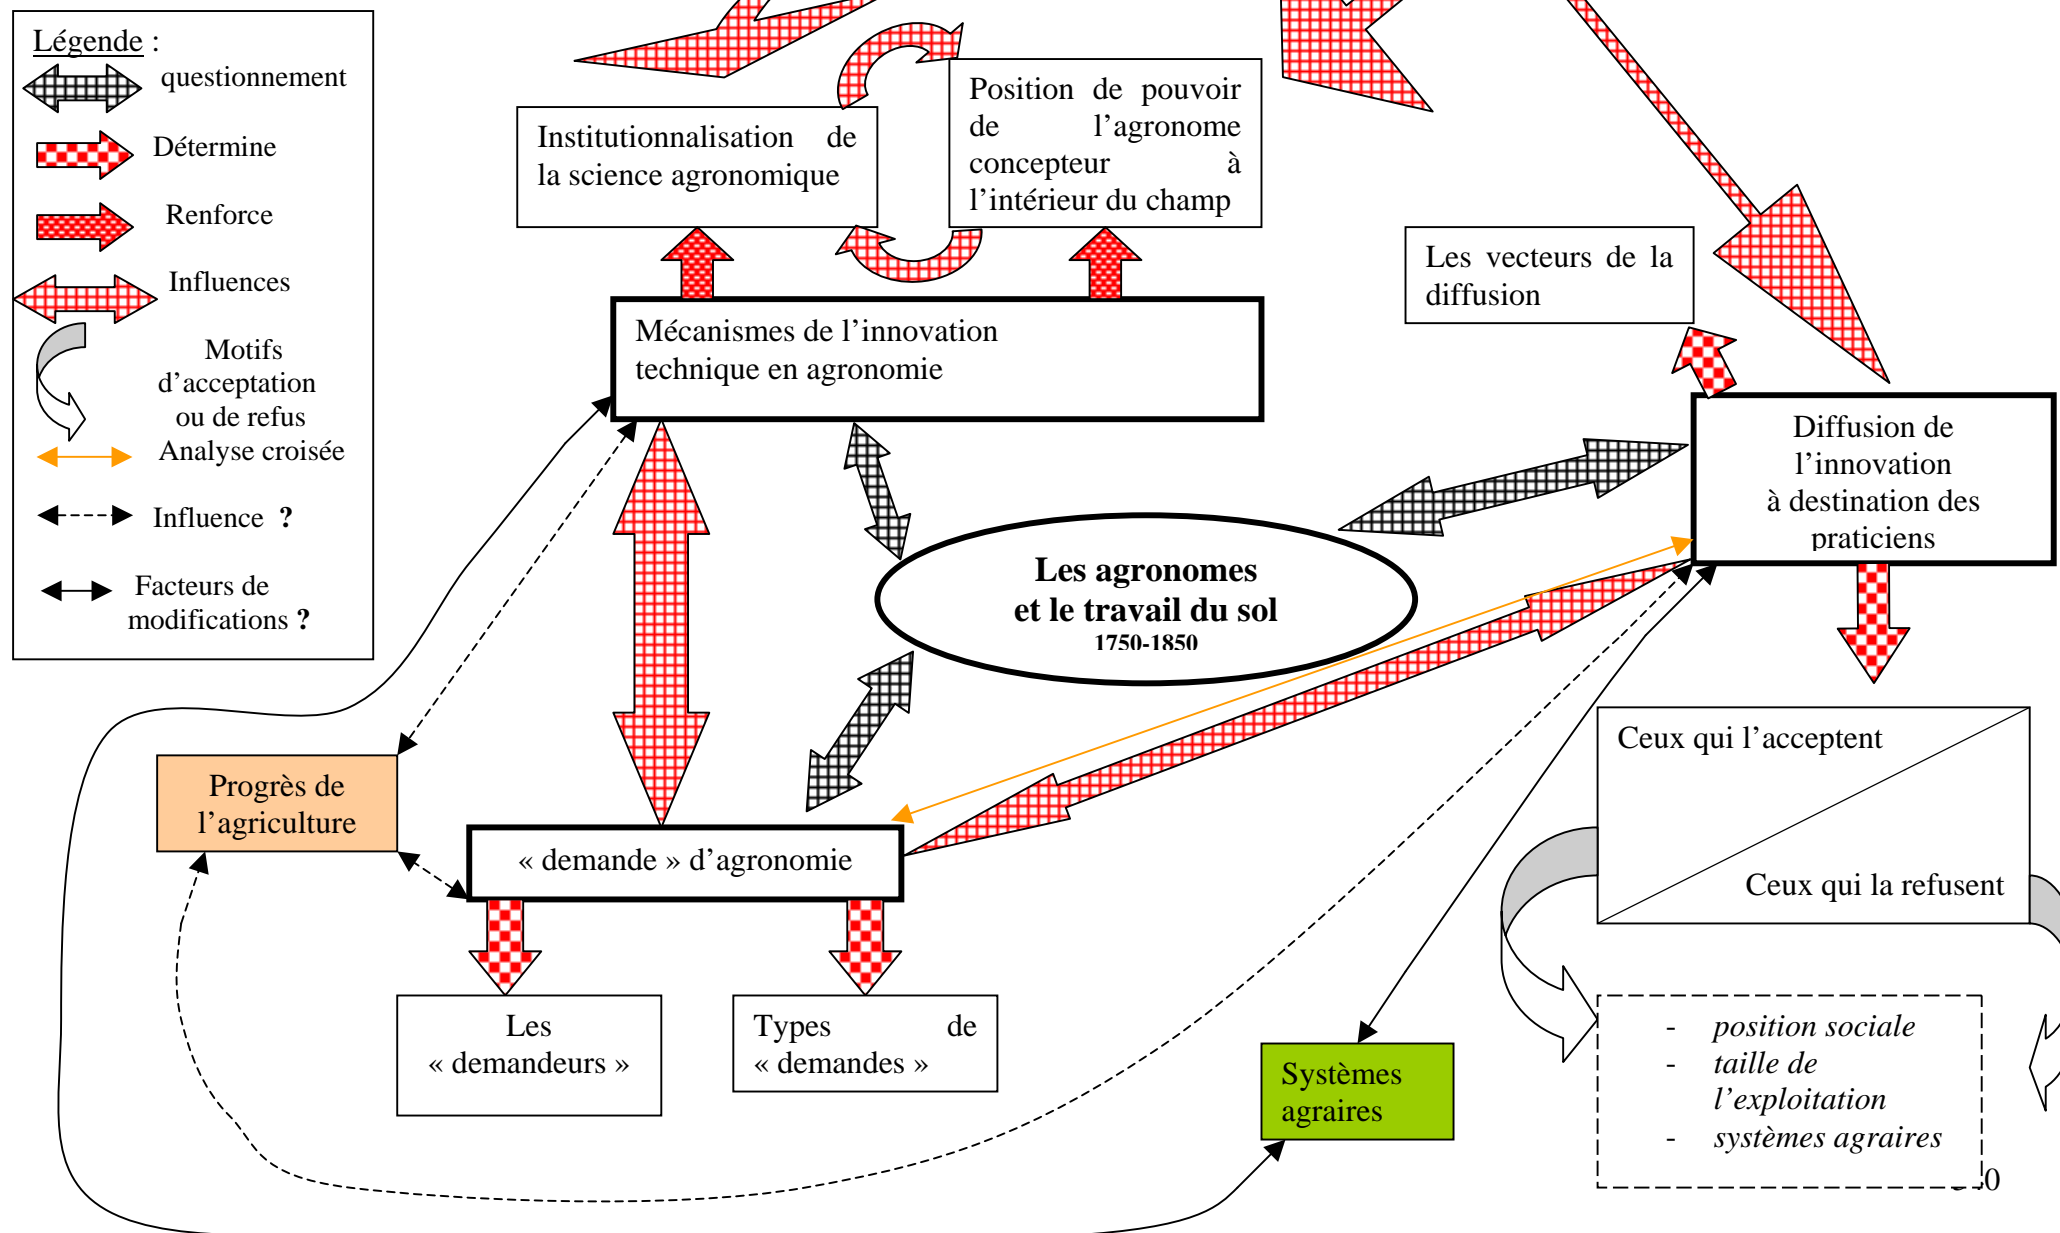 Légende :
questionnement
Détermine
Renforce
Influences
Motifs
d’acceptation
ou de refus
Analyse croisée
Influence ?
Facteurs de
modifications ?
Institutionnalisation de
la science agronomique
Position de pouvoir
de l’agronome
concepteur à
l’intérieur du champ
Les vecteurs de la
diffusion
Mécanismes de l’innovation
technique en agronomie
Diffusion de
l’innovation
à destination des
praticiens
Les agronomes
et le travail du sol
1750-1850
Progrès de
l’agriculture
« demande » d’agronomie
Ceux qui l’acceptent
Ceux qui la refusent
Les
« demandeurs »
Types de
« demandes »
Systèmes
agraires
- position sociale
- taille de
l’exploitation
- systèmes agraires